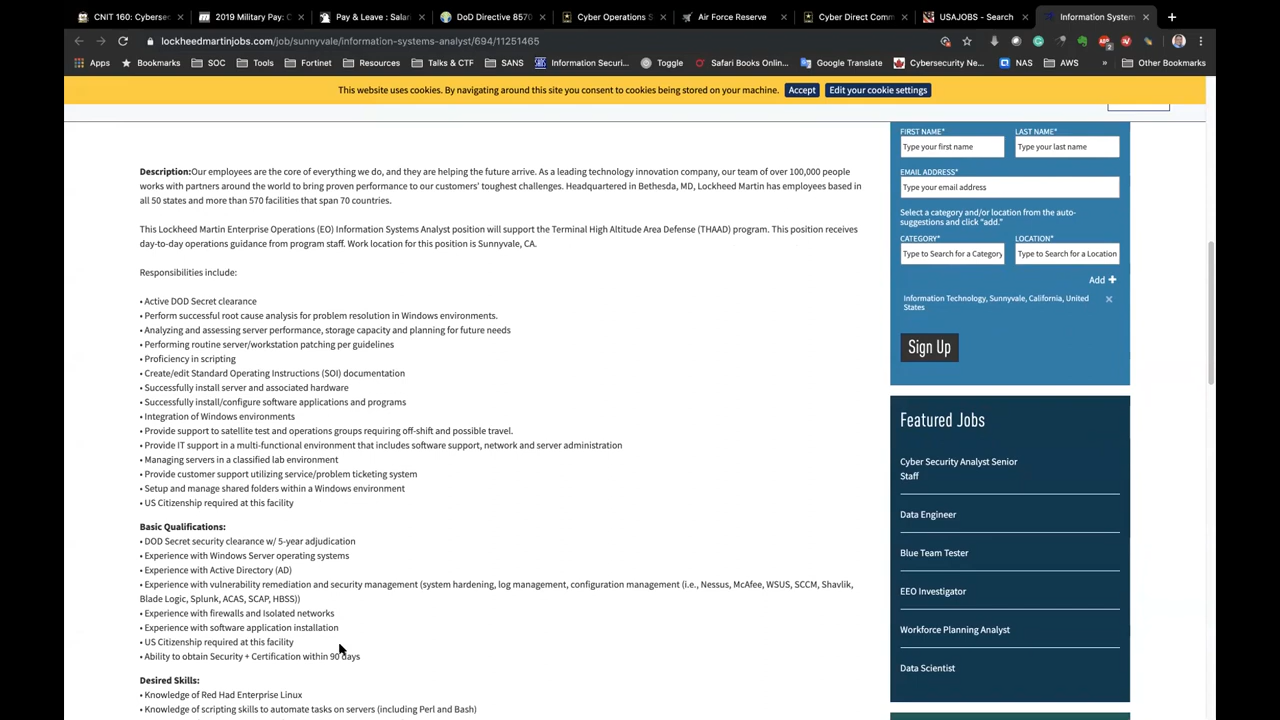 CNIT 160: Cyberse
2019 Military Pay: C
Pay & Leave : Salar
DoD Directive 8570
Cyber Operations S
Air Force Reserve
Cyber Direct Comm
USAJOBS - Search
Information System
lockheedmartinjobs.com/job/sunnyvale/information-systems-analyst/694/11251465
Apps
Bookmarks
SOC
Tools
Fortinet
Resources
Talks & CTF
SANS
Information Securi...
Toggle
Safari Books Onlin...
Google Translate
Cybersecurity Ne...
NAS
AWS
»
Other Bookmarks
This website uses cookies. By navigating around this site you consent to cookies being stored on your machine.
Accept
Edit your cookie settings
Description:Our employees are the core of everything we do, and they are helping the future arrive. As a leading technology innovation company, our team of over 100,000 people
works with partners around the world to bring proven performance to our customers' toughest challenges. Headquartered in Bethesda, MD, Lockheed Martin has employees based in
all 50 states and more than 570 facilities that span 70 countries.
This Lockheed Martin Enterprise Operations (EO) Information Systems Analyst position will support the Terminal High Altitude Area Defense (THAAD) program. This position receives
day-to-day operations guidance from program staff. Work location for this position is Sunnyvale, CA.
Responsibilities include:
• Active DOD Secret clearance
• Perform successful root cause analysis for problem resolution in Windows environments.
• Analyzing and assessing server performance, storage capacity and planning for future needs
• Performing routine server/workstation patching per guidelines
• Proficiency in scripting
• Create/edit Standard Operating Instructions (SOI) documentation
• Successfully install server and associated hardware
• Successfully install/configure software applications and programs
• Integration of Windows environments
• Provide support to satellite test and operations groups requiring off-shift and possible travel.
• Provide IT support in a multi-functional environment that includes software support, network and server administration
• Managing servers in a classified lab environment
• Provide customer support utilizing service/problem ticketing system
• Setup and manage shared folders within a Windows environment
• US Citizenship required at this facility
Basic Qualifications:
• DOD Secret security clearance w/ 5-year adjudication
• Experience with Windows Server operating systems
• Experience with Active Directory (AD)
• Experience with vulnerability remediation and security management (system hardening, log management, configuration management (i.e., Nessus, McAfee, WSUS, SCCM, Shavlik,
Blade Logic, Splunk, ACAS, SCAP, HBSS))
• Experience with firewalls and Isolated networks
• Experience with software application installation
• US Citizenship required at this facility
• Ability to obtain Security + Certification within 90 days
Desired Skills:
• Knowledge of Red Had Enterprise Linux
• Knowledge of scripting skills to automate tasks on servers (including Perl and Bash)
FIRST NAME*
LAST NAME*
Type your first name
Type your last name
EMAIL ADDRESS*
Type your email address
Select a category and/or location from the auto-
suggestions and click “add.”
CATEGORY*
LOCATION*
Type to Search for a Category
Type to Search for a Location
Add
Information Technology, Sunnyvale, California, United
States
Sign Up
Featured Jobs
Cyber Security Analyst Senior
Staff
Data Engineer
Blue Team Tester
EEO Investigator
Workforce Planning Analyst
Data Scientist